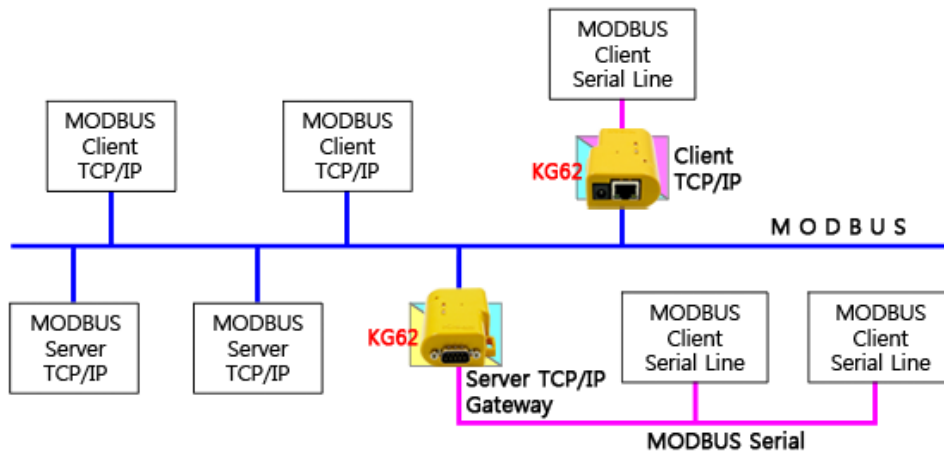 MODBUS
Client
Serial Line
MODBUS
Client
TCP/IP
MODBUS
Client
TCP/IP
KG62
Client
TCP/IP
MODBUS
MODBUS
Server
TCP/IP
MODBUS
Server
TCP/IP
KG62
Server TCP/IP
Gateway
MODBUS
Client
Serial Line
MODBUS
Client
Serial Line
MODBUS Serial